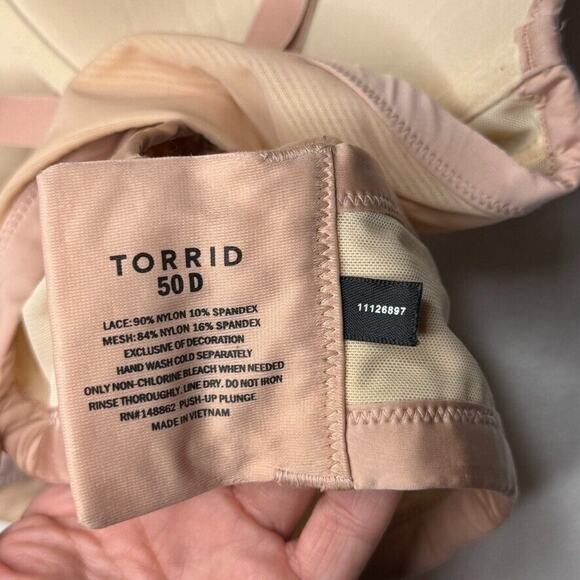 TORRID
50 D
LACE: 90% NYLON 10% SPANDEX
MESH: 84% NYLON 16% SPANDEX
EXCLUSIVE OF DECORATION
HAND WASH COLD SEPARATELY
ONLY NON-CHLORINE BLEACH WHEN NEEDED
RINSE THOROUGHLY. LINE DRY. DO NOT IRON
RN#148862 PUSH-UP PLUNGE
MADE IN VIETNAM
11126897